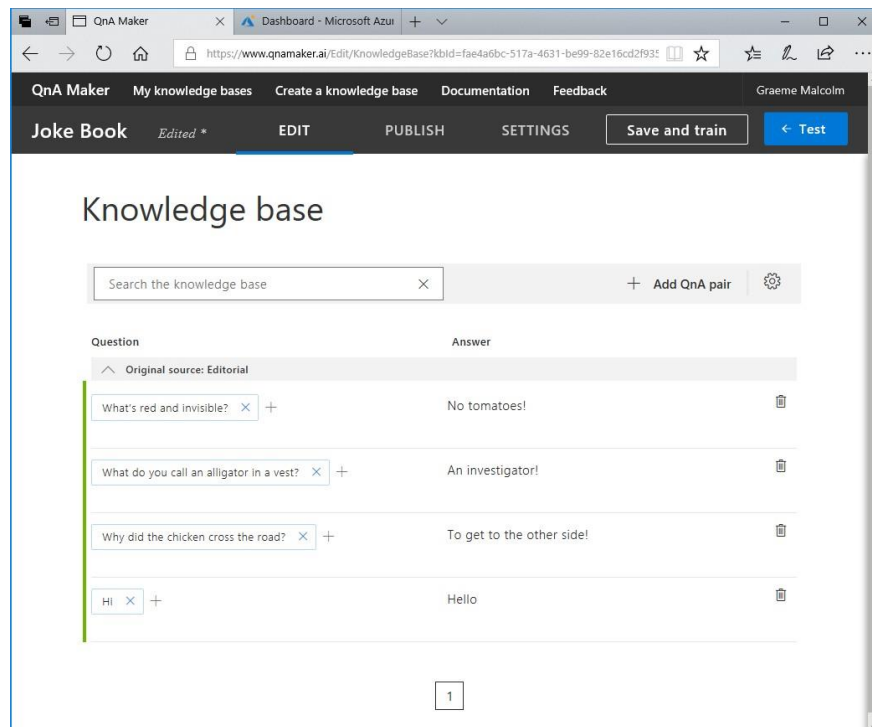 QnA Maker
Dashboard - Microsoft Azur
https://www.qnamaker.ai/Edit/KnowledgeBase?kbId=fae4a6bc-517a-4631-be99-82e16cd2f935
QnA Maker My knowledge bases Create a knowledge base Documentation Feedback Graeme Malcolm
Joke Book Edited * EDIT PUBLISH SETTINGS Save and train ← Test
Knowledge base
Search the knowledge base
+ Add QnA pair
Question Answer
Original source: Editorial
What's red and invisible? No tomatoes!
What do you call an alligator in a vest? An investigator!
Why did the chicken cross the road? To get to the other side!
Hi Hello
1